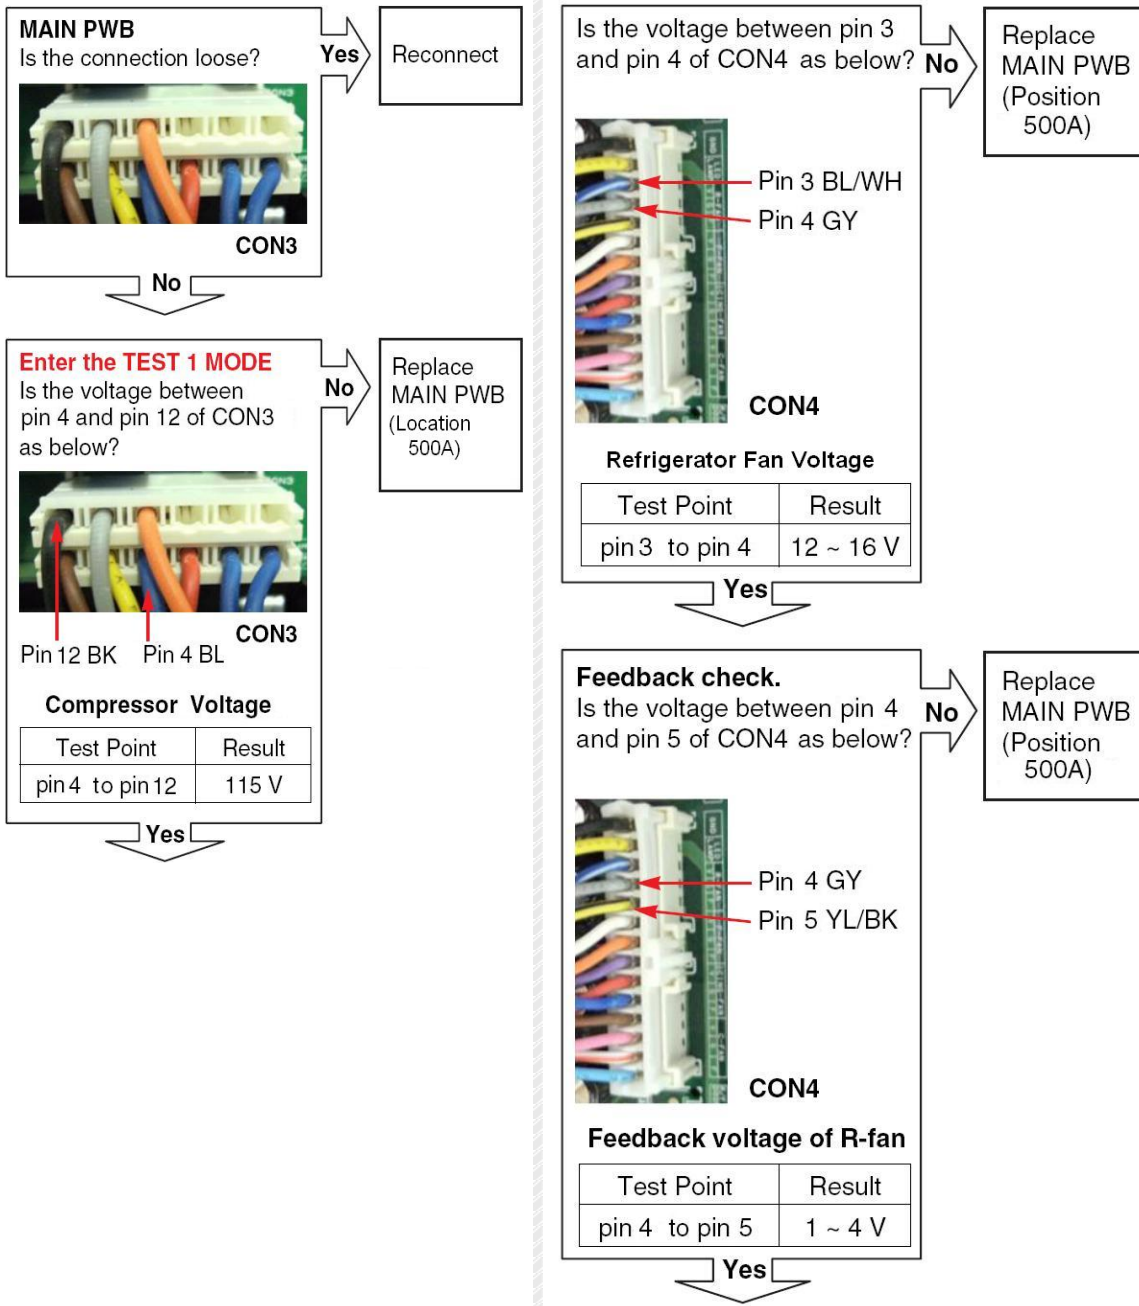 MAIN PWB
Is the connection loose?
Yes
Reconnect
CON3
CON3
No
Enter the TEST 1 MODE
Is the voltage between
pin 4 and pin 12 of CON3
as below?
No
Replace
MAIN PWB
(Location
500A)
CON3
CON3
Pin 12 BK
Pin 4 BL
Compressor Voltage
Test Point Result
pin 4 to pin 12 115 V
Yes
Is the voltage between pin 3
and pin 4 of CON4 as below?
No
Replace
MAIN PWB
(Position
500A)
Pin 3 BL/WH
Pin 4 GY
CON4
Refrigerator Fan Voltage
Test Point Result
pin 3 to pin 4 12 ~ 16 V
Yes
Feedback check.
Is the voltage between pin 4
and pin 5 of CON4 as below?
No
Replace
MAIN PWB
(Position
500A)
Pin 4 GY
Pin 5 YL/BK
CON4
Feedback voltage of R-fan
Test Point Result
pin 4 to pin 5 1 ~ 4 V
Yes